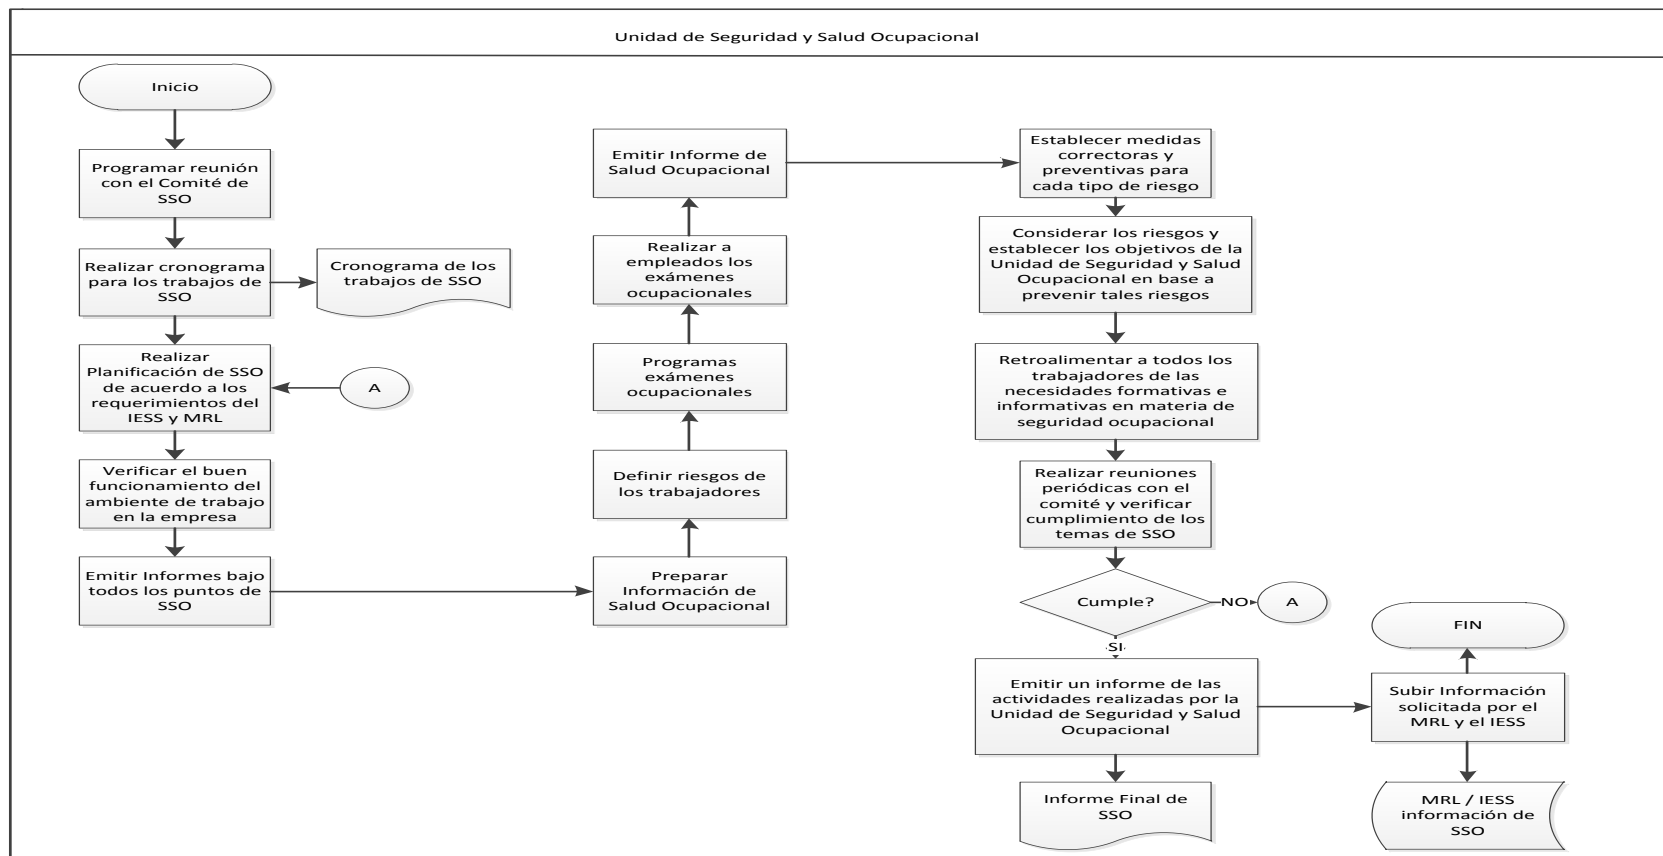 Unidad de Seguridad y Salud Ocupacional
Inicio
Programar reunión
con el Comité de
SSO
Realizar cronograma
para los trabajos de
SSO
Cronograma de los
trabajos de SSO
Realizar
Planificación de SSO
de acuerdo a los
requerimientos del
IESS y MRL
A
Verificar el buen
funcionamiento del
ambiente de trabajo
en la empresa
Emitir Informes bajo
todos los puntos de
SSO
Preparar
Información de
Salud Ocupacional
Definir riesgos de
los trabajadores
Programas
exámenes
ocupacionales
Realizar a
empleados los
exámenes
ocupacionales
Emitir Informe de
Salud Ocupacional
Establecer medidas
correctoras y
preventivas para
cada tipo de riesgo
Considerar los riesgos y
establecer los objetivos de la
Unidad de Seguridad y Salud
Ocupacional en base a
prevenir tales riesgos
Retroalimentar a todos los
trabajadores de las
necesidades formativas e
informativas en materia de
seguridad ocupacional
Realizar reuniones
periódicas con el
comité y verificar
cumplimiento de los
temas de SSO
Cumple?
NO
A
SI
Emitir un informe de las
actividades realizadas por la
Unidad de Seguridad y Salud
Ocupacional
Informe Final de
SSO
Subir Información
solicitada por el
MRL y el IESS
FIN
MRL / IESS
información de
SSO